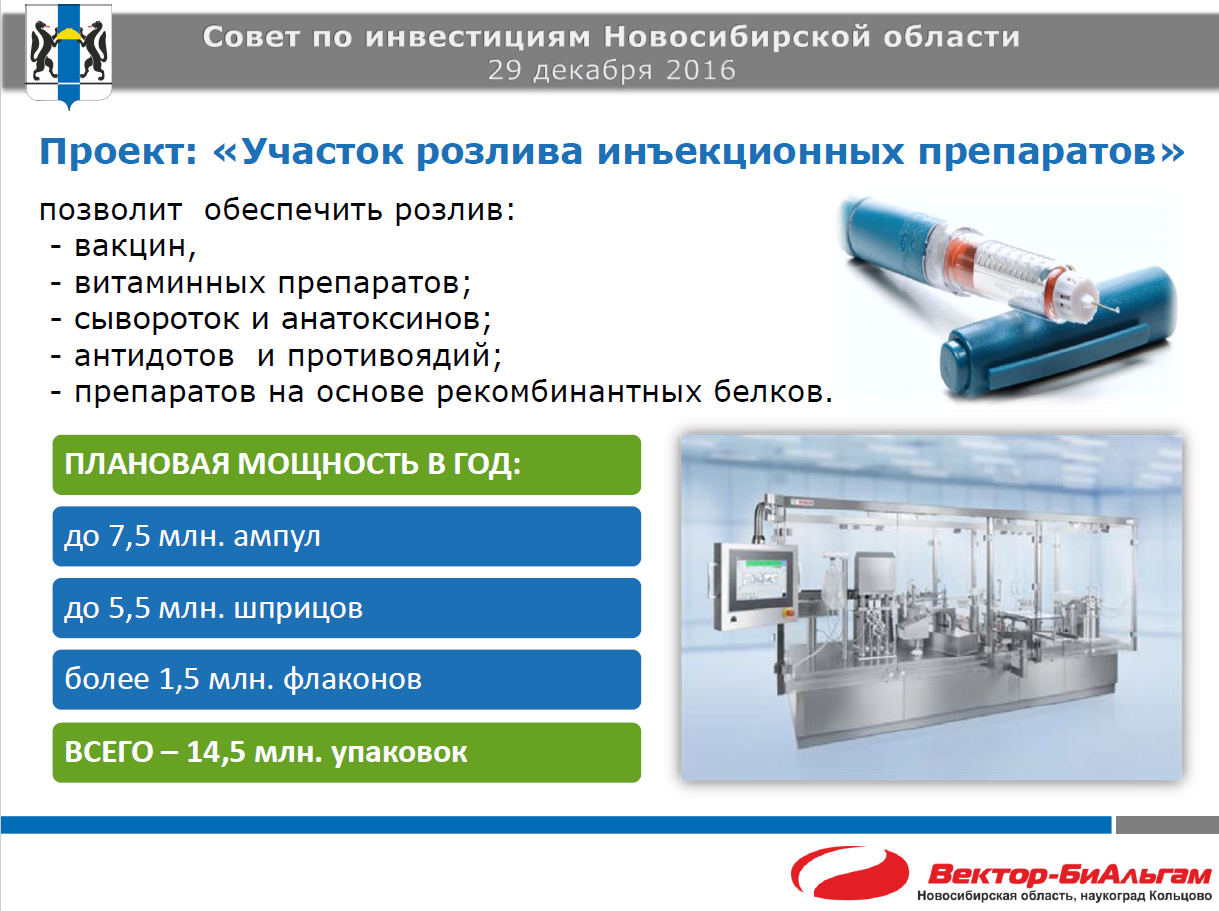 Совет по инвестициям Новосибирской области
29 декабря 2016
Проект: «Участок розлива инъекционных препаратов»
позволит обеспечить розлив:
- вакцин,
- витаминных препаратов;
- сывороток и анатоксинов;
- антидотов и противоядий;
- препаратов на основе рекомбинантных белков.
ПЛАНОВАЯ МОЩНОСТЬ В ГОД:
до 7,5 млн. ампул
до 5,5 млн. шприцов
более 1,5 млн. флаконов
ВСЕГО – 14,5 млн. упаковок
Вектор-БиАльгам
Новосибирская область, наукоград Кольцово